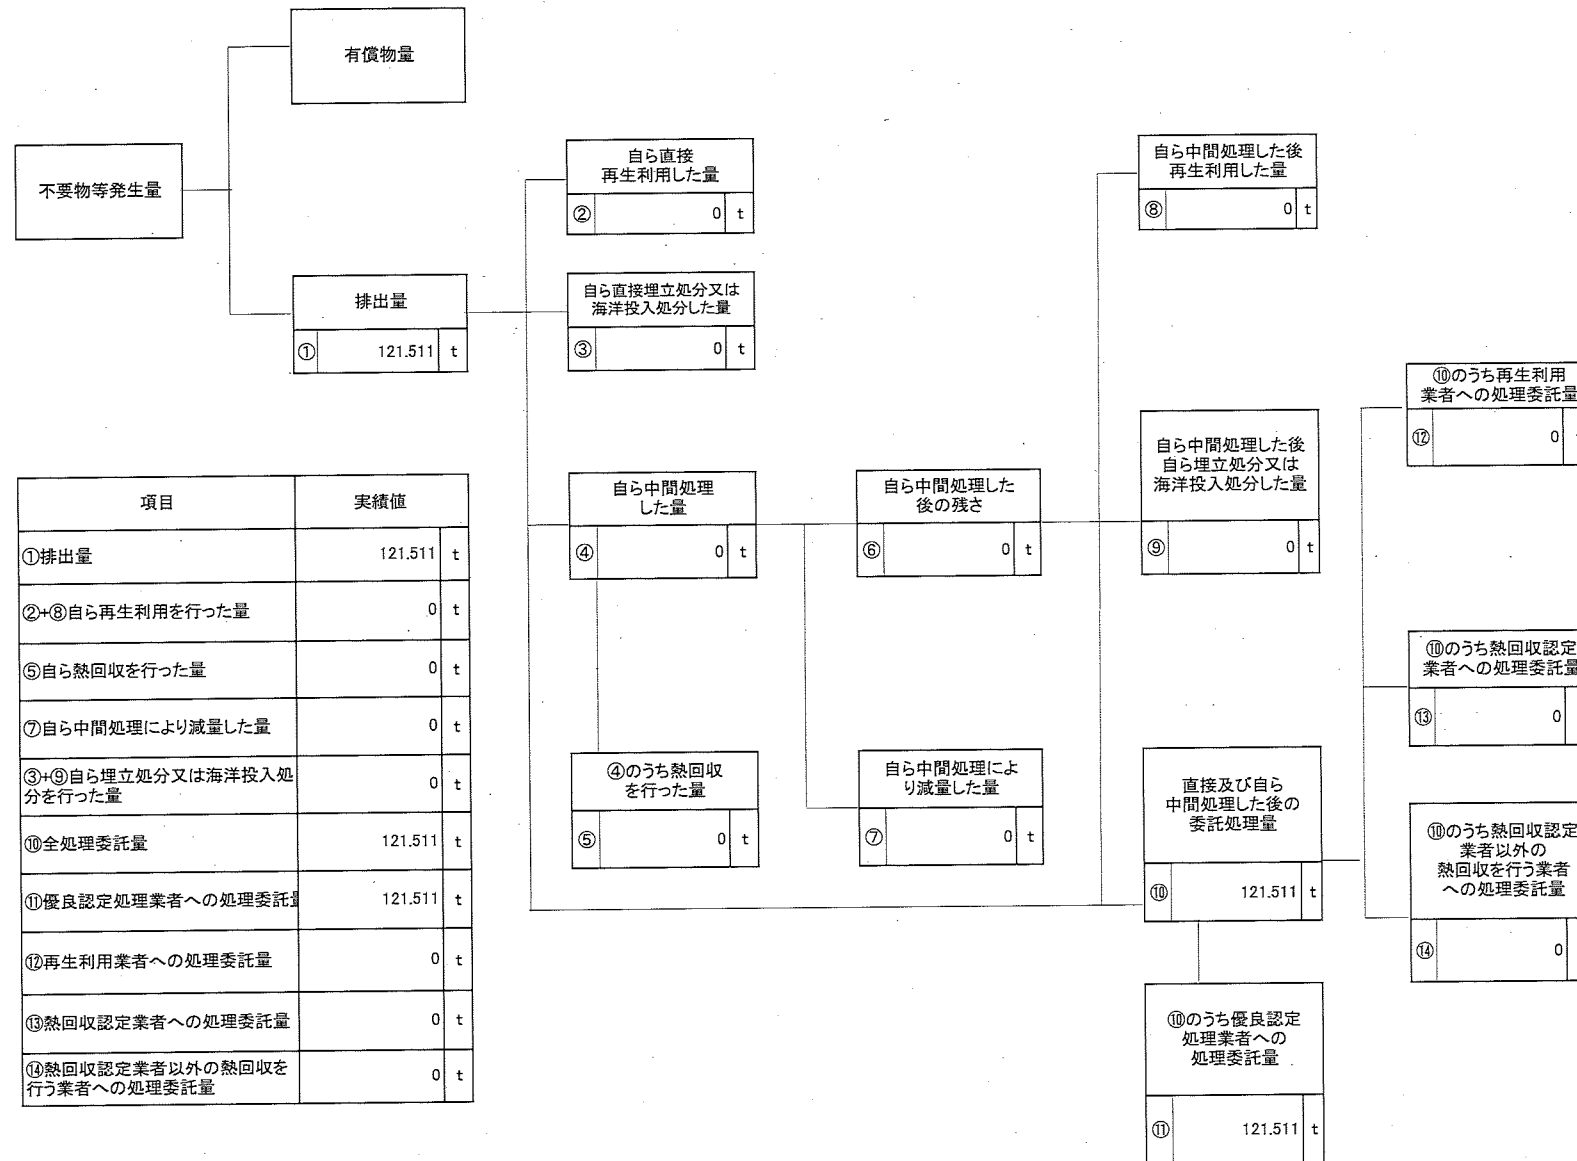 有償物量
不要物等発生量
排出量
① 121.511 t
自ら直接
再生利用した量
② 0 t
自ら直接埋立処分又は
海洋投入処分した量
③ 0 t
自ら中間処理
した量
④ 0 t
④のうち熱回収
を行った量
⑤ 0 t
自ら中間処理した
後の残さ
⑥ 0 t
自ら中間処理によ
り減量した量
⑦ 0 t
自ら中間処理した後
再生利用した量
⑧ 0 t
自ら中間処理した後
自ら埋立処分又は
海洋投入処分した量
⑨ 0 t
直接及び自ら
中間処理した後の
委託処理量
⑩ 121.511 t
⑩のうち優良認定
処理業者への
処理委託量
⑪ 121.511 t
⑩のうち再生利用
業者への処理委託量
⑫ 0
⑩のうち熱回収認定
業者への処理委託量
⑬ 0
⑩のうち熱回収認定
業者以外の
熱回収を行う業者
への処理委託量
⑭ 0
項目 実績値
①排出量 121.511 t
②+⑧自ら再生利用を行った量 0 t
⑤自ら熱回収を行った量 0 t
⑦自ら中間処理により減量した量 0 t
③+⑨自ら埋立処分又は海洋投入処
分を行った量 0 t
⑩全処理委託量 121.511 t
⑪優良認定処理業者への処理委託量 121.511 t
⑫再生利用業者への処理委託量 0 t
⑬熱回収認定業者への処理委託量 0 t
⑭熱回収認定業者以外の熱回収を
行う業者への処理委託量 0 t